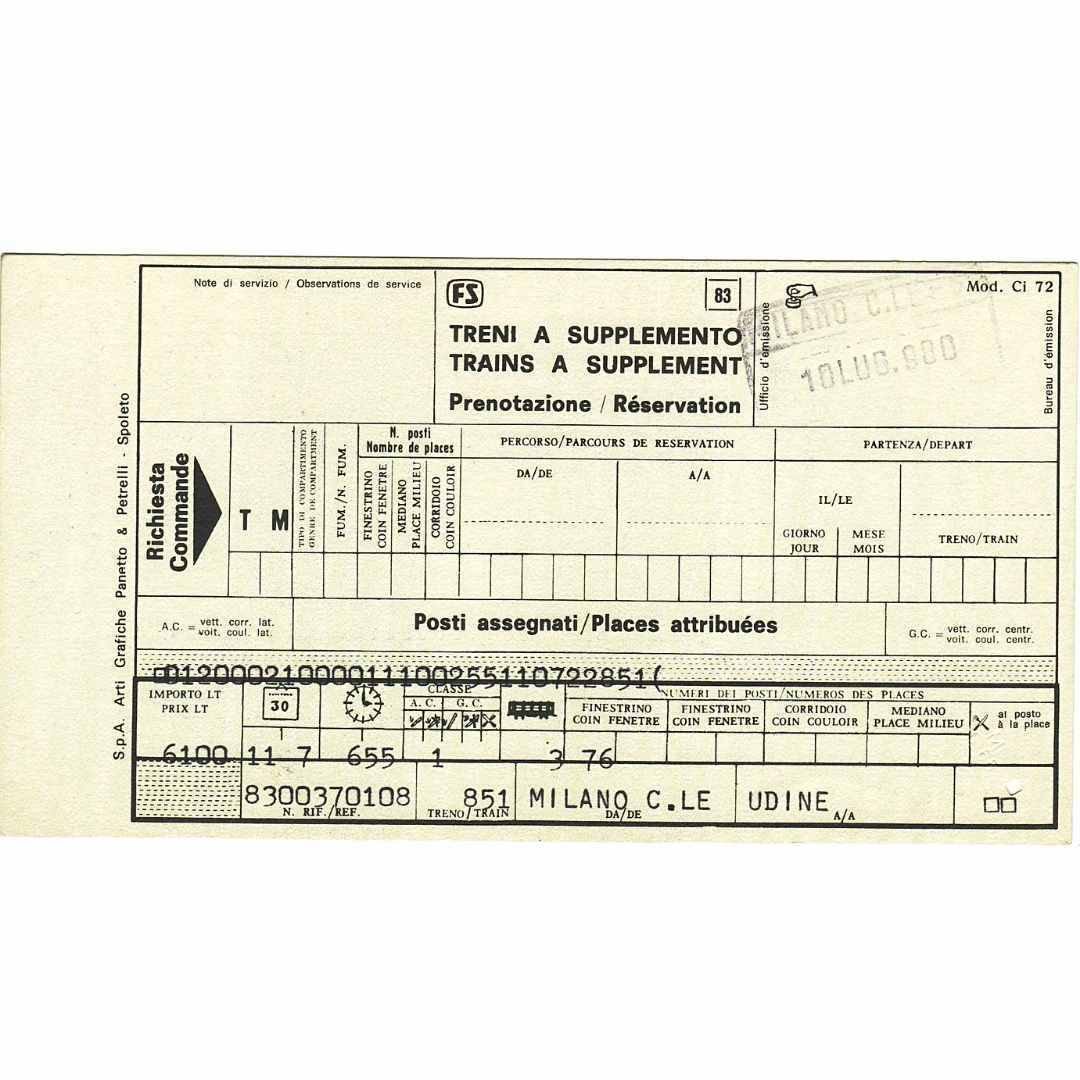 Note di servizio / Observations de service
FS
83
TRENI A SUPPLEMENTO
TRAINS A SUPPLEMENT
Prenotazione / Réservation
Ufficio d'émissione
MILANO C.LE
10 LUG. 980
Mod. Ci 72
Bureau d'émission
S.p.A. Arti Grafiche Panetto & Petrelli - Spoleto
Richiesta
Commande
T M
TIPO DI COMPARTIMENTO
GENRE DE COMPARTMENT
FUM./N. FUM.
N. posti
Nombre de places
FINESTRINO
COIN FENETRE
MEDIANO
PLACE MILIEU
CORRIDOIO
COIN COULOIR
PERCORSO/PARCOURS DE RESERVATION
DA/DE
A/A
PARTENZA/DEPART
IL/LE
GIORNO
JOUR
MESE
MOIS
TRENO/TRAIN
A.C. = vett. corr. lat.
voit. coul. lat.
Posti assegnati/Places attribuées
G.C. = vett. corr. centr.
voit. coul. centr.
01200021000011100255110722851(
IMPORTO LT
PRIX LT
30
CLASSE
A. C. / G. C.
NUMERI DEI POSTI/NUMEROS DES PLACES
FINESTRINO
COIN FENETRE
FINESTRINO
COIN FENETRE
CORRIDOIO
COIN COULOIR
MEDIANO
PLACE MILIEU
al posto
à la place
6100 11 7 655 1 3 76
8300370108 851 MILANO C.LE UDINE
N. RIF./REF. TRENO/TRAIN DA/DE A/A